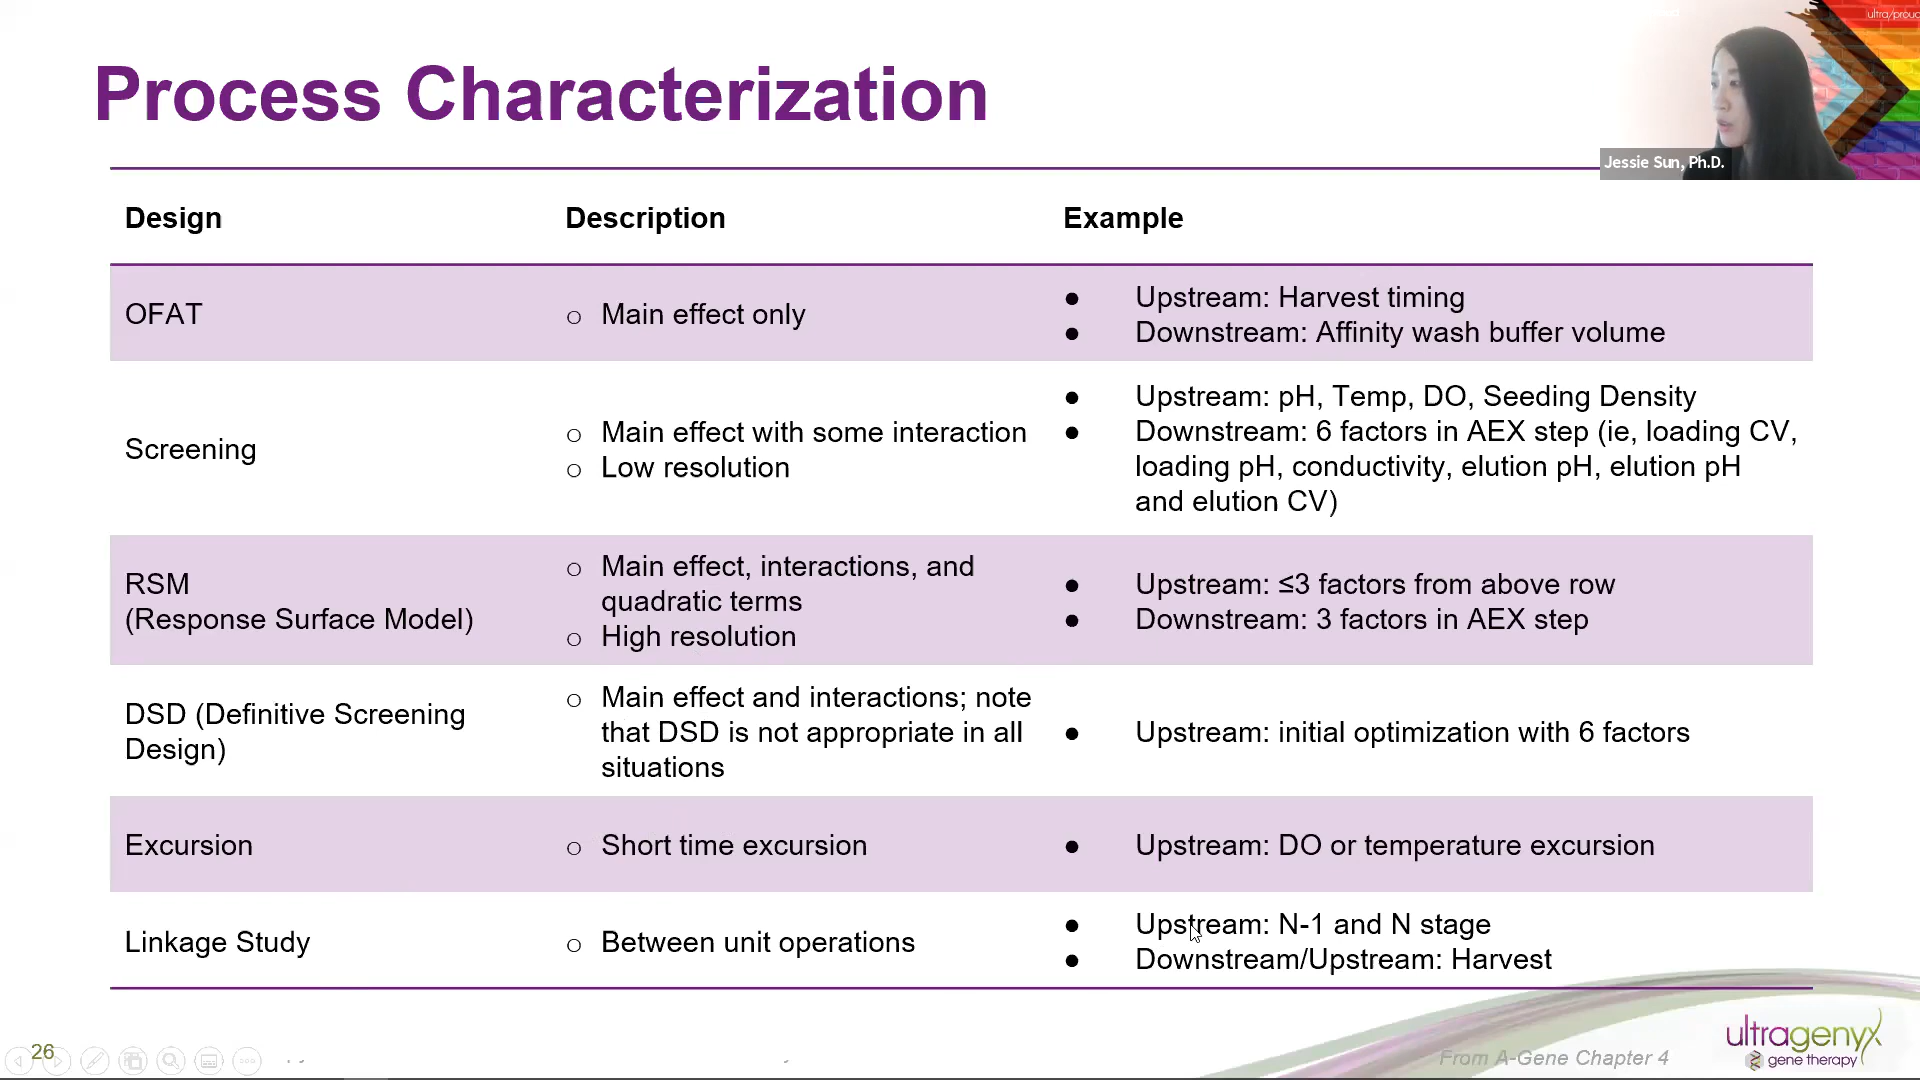 ultra/prouc
Process Characterization
Jessie Sun, Ph.D.
Design Description Example
OFAT
○ Main effect only
● Upstream: Harvest timing
● Downstream: Affinity wash buffer volume
Screening
○ Main effect with some interaction
○ Low resolution
● Upstream: pH, Temp, DO, Seeding Density
● Downstream: 6 factors in AEX step (ie, loading CV,
loading pH, conductivity, elution pH, elution pH
and elution CV)
RSM
(Response Surface Model)
○ Main effect, interactions, and
quadratic terms
○ High resolution
● Upstream: ≤3 factors from above row
● Downstream: 3 factors in AEX step
DSD (Definitive Screening
Design)
○ Main effect and interactions; note
that DSD is not appropriate in all
situations
● Upstream: initial optimization with 6 factors
Excursion
○ Short time excursion
● Upstream: DO or temperature excursion
Linkage Study
○ Between unit operations
● Upstream: N-1 and N stage
● Downstream/Upstream: Harvest
26
From A-Gene Chapter 4
ultragenyx
gene therapy